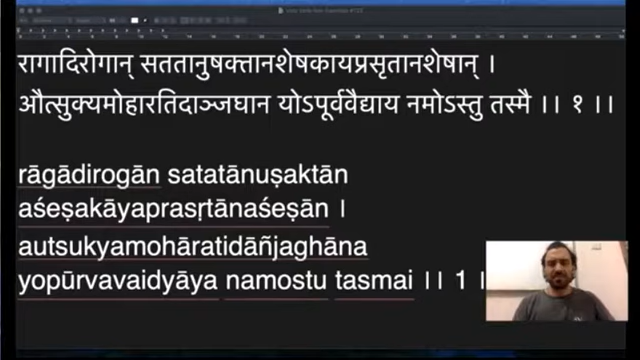 रागादिरोगान् सततानुषक्तानशेषकायप्रसृतानशेषान् ।
औत्सुक्यमोहारतिदाञ्जघान योऽपूर्ववैद्याय नमोऽस्तु तस्मै ।। १ ।।
rāgādirogān satatānuṣaktān
aśeṣakāyaprasṛtānaśeṣān ।
autsukyamohāratidāñjaghāna
yopūrvavaidyāya namostu tasmai ।। 1 ।